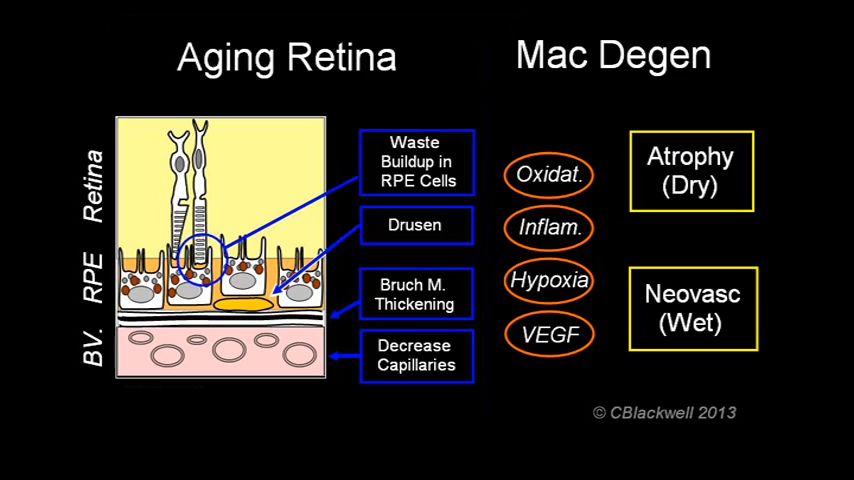 Aging Retina
Mac Degen
Retina
RPE
BV.
Waste
Buildup in
RPE Cells
Drusen
Bruch M.
Thickening
Decrease
Capillaries
Oxidat.
Inflam.
Hypoxia
VEGF
Atrophy
(Dry)
Neovasc
(Wet)
© CBlackwell 2013